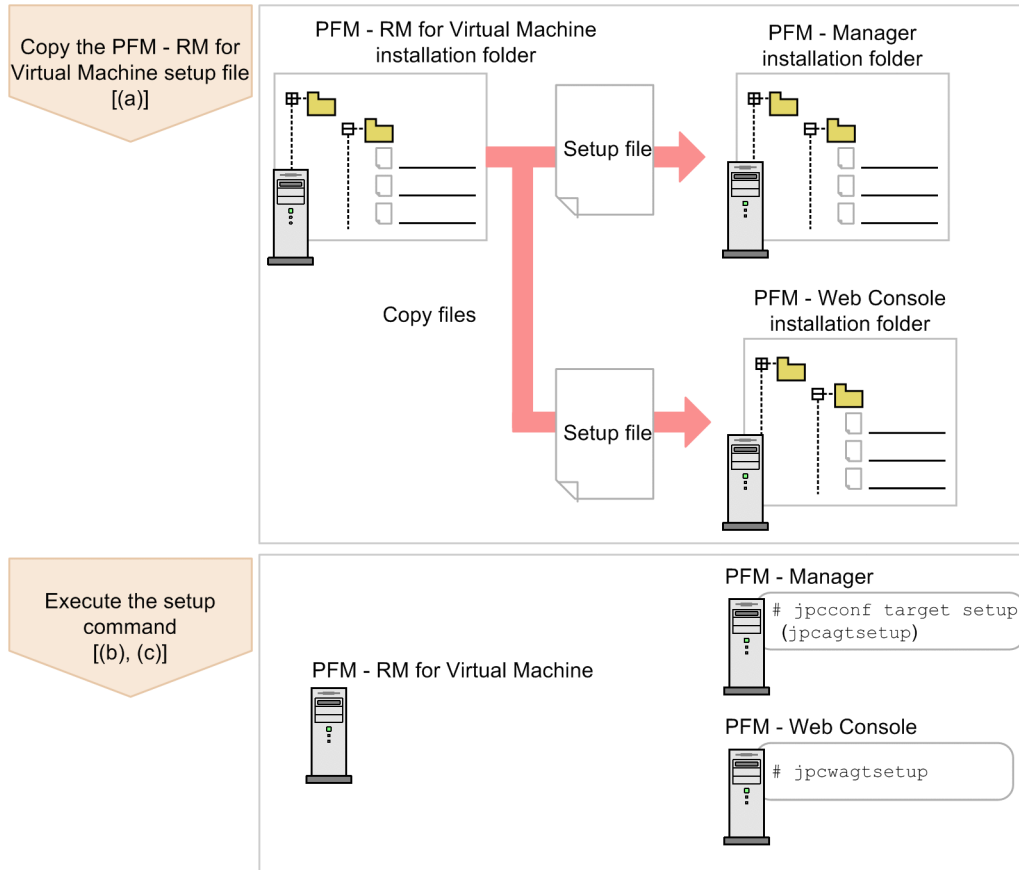 Copy the PFM - RM for
Virtual Machine setup file
[(a)]
PFM - RM for Virtual Machine
installation folder
PFM - Manager
installation folder
Setup file
Copy files
PFM - Web Console
installation folder
Setup file
Execute the setup
command
[(b), (c)]
PFM - RM for Virtual Machine
PFM - Manager
# jpcconf target setup
(jpcagtsetup)
PFM - Web Console
# jpcwagtsetup